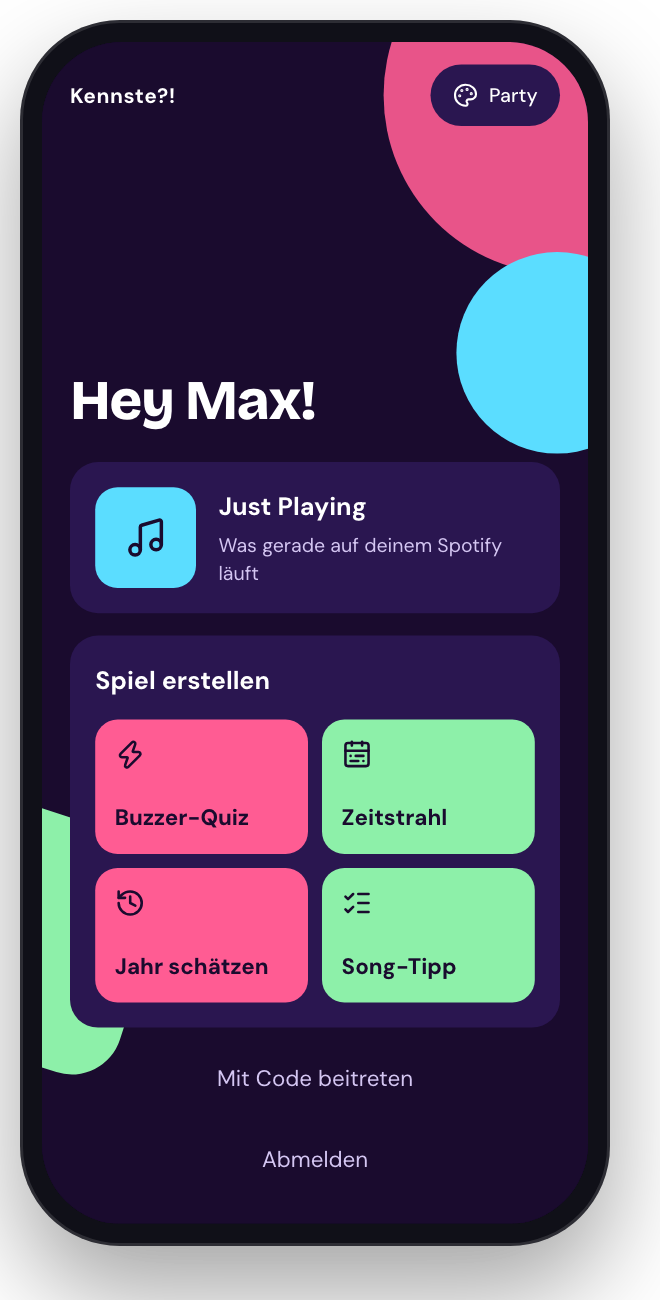 Kennste?!
Party
Hey Max!
Just Playing
Was gerade auf deinem Spotify
läuft
Spiel erstellen
Buzzer-Quiz
Zeitstrahl
Jahr schätzen
Song-Tipp
Mit Code beitreten
Abmelden